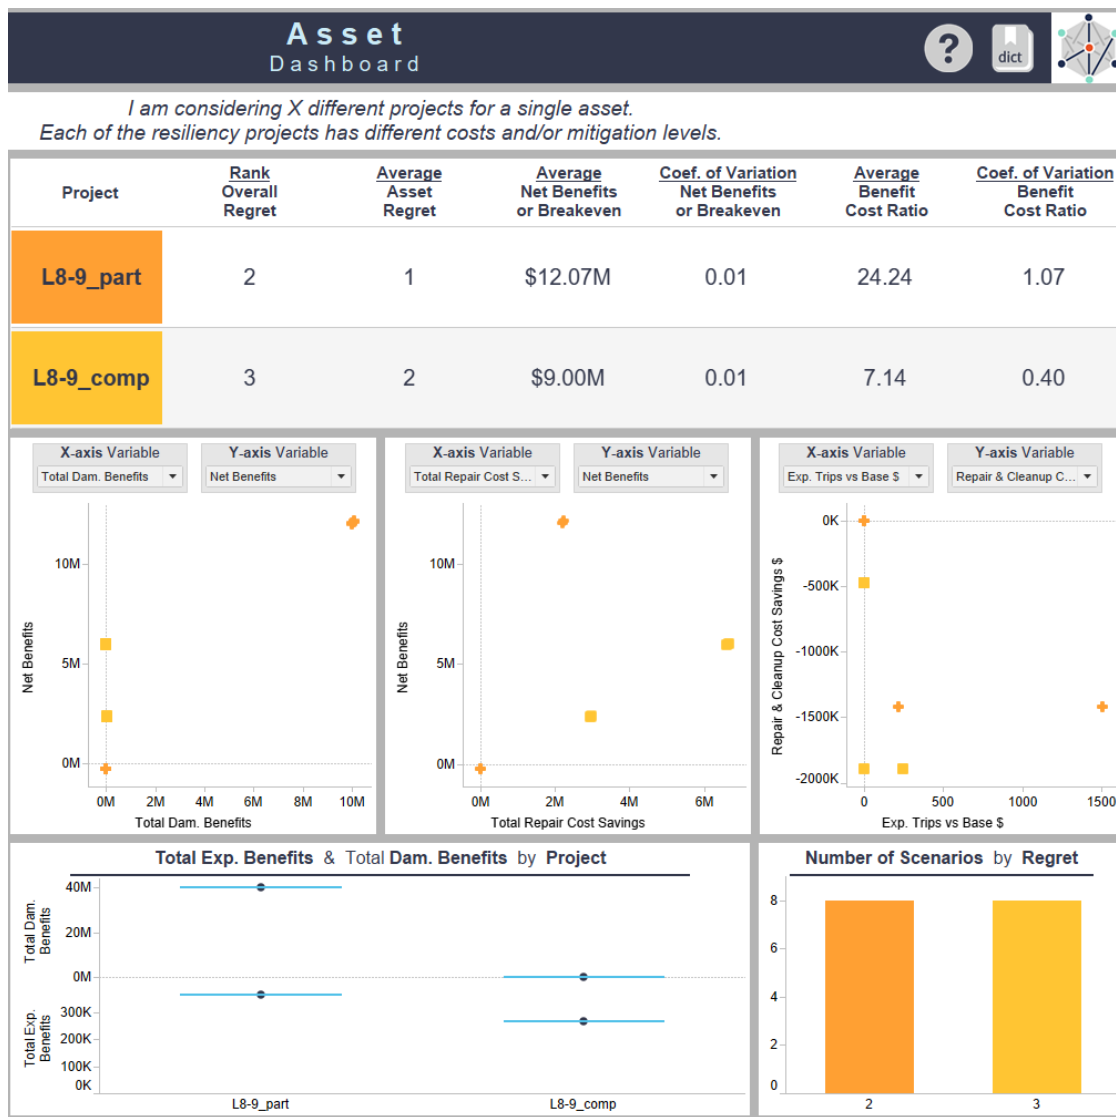 Asset
Dashboard
?
dict
I am considering X different projects for a single asset.
Each of the resiliency projects has different costs and/or mitigation levels.
Project
Rank
Overall
Regret
Average
Asset
Regret
Average
Net Benefits
or Breakeven
Coef. of Variation
Net Benefits
or Breakeven
Average
Benefit
Cost Ratio
Coef. of Variation
Benefit
Cost Ratio
L8-9_part 2 1 $12.07M 0.01 24.24 1.07
L8-9_comp 3 2 $9.00M 0.01 7.14 0.40
X-axis Variable
Total Dam. Benefits
Y-axis Variable
Net Benefits
10M
5M
0M
Net Benefits
0M 2M 4M 6M 8M 10M
Total Dam. Benefits
X-axis Variable
Total Repair Cost S...
Y-axis Variable
Net Benefits
10M
5M
0M
Net Benefits
0M 2M 4M 6M
Total Repair Cost Savings
X-axis Variable
Exp. Trips vs Base $
Y-axis Variable
Repair & Cleanup C...
0K
-500K
-1000K
-1500K
-2000K
Repair & Cleanup Cost Savings $
0 500 1000 1500
Exp. Trips vs Base $
Total Exp. Benefits & Total Dam. Benefits by Project
40M
20M
0M
Total Dam.
Benefits
300K
200K
100K
0K
Total Exp.
Benefits
L8-9_part L8-9_comp
Number of Scenarios by Regret
8
6
4
2
0
2 3